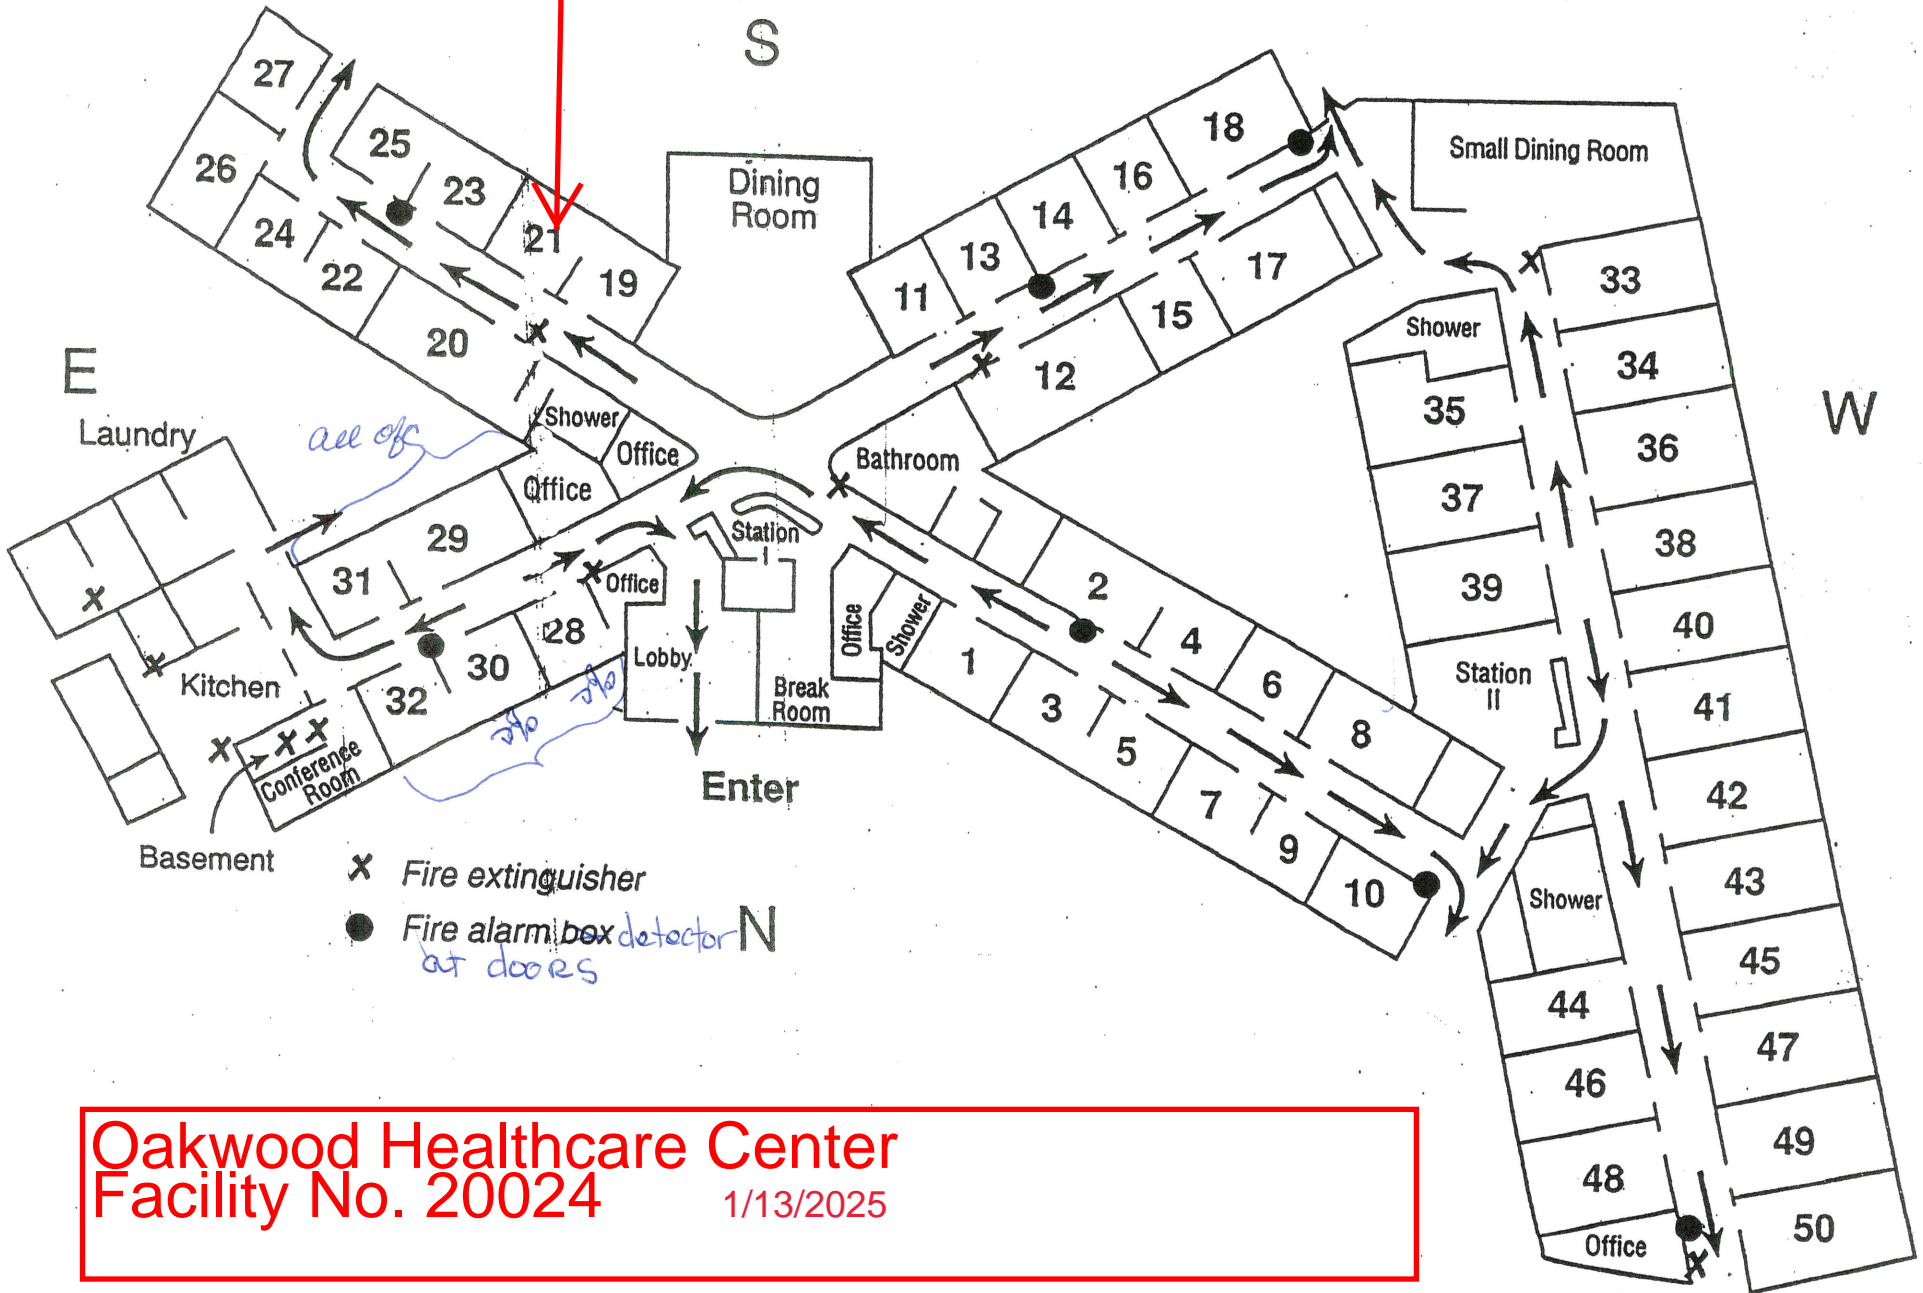 S
27
25
26
23
24
21
22
19
20
Dining
Room
18
16
14
13
11
17
15
12
Small Dining Room
33
Shower
34
35
36
37
38
39
40
Station
II
41
42
43
Shower
45
44
47
46
49
48
50
Office
E
W
Laundry
all ofc
Shower
Office
Office
Bathroom
29
31
Station
I
Office
28
30
32
Lobby
Break
Room
Office
Shower
2
4
6
8
1
3
5
7
9
10
Kitchen
Conference
Room
Basement
Enter
x Fire extinguisher
● Fire alarm box detector
at doors
N
Oakwood Healthcare Center
Facility No. 20024 1/13/2025